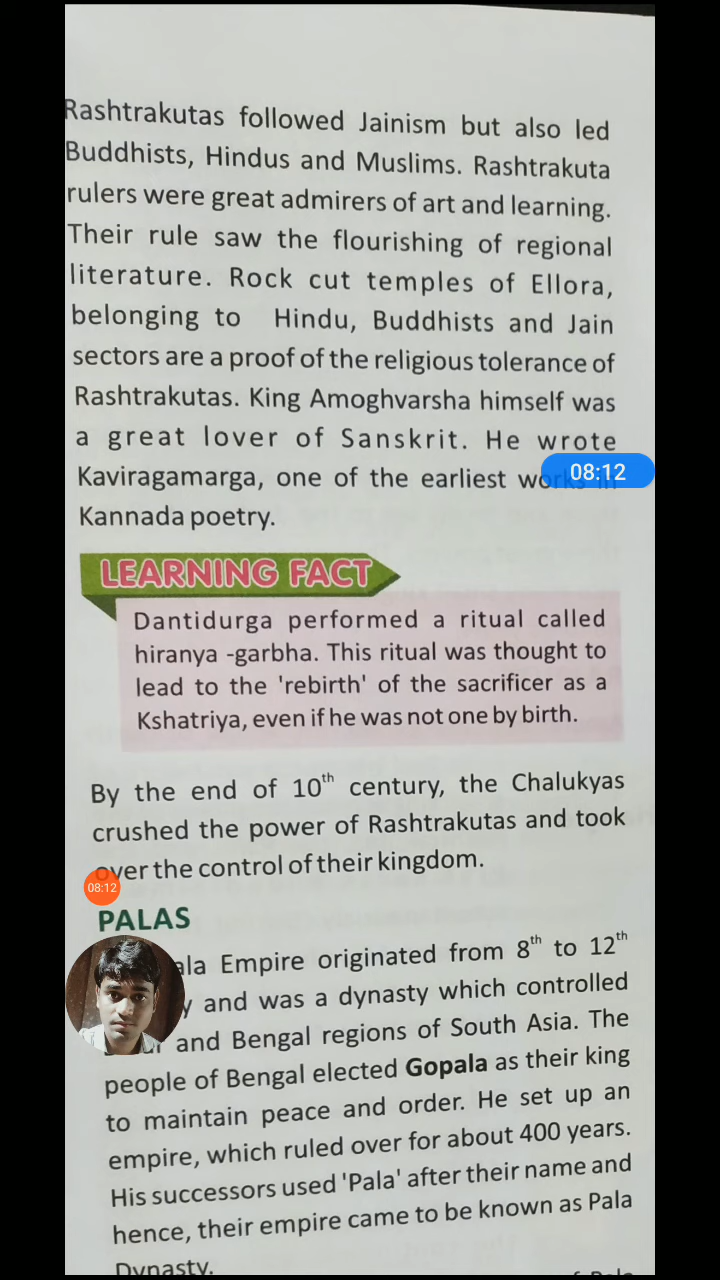 Rashtrakutas followed Jainism but also led
Buddhists, Hindus and Muslims. Rashtrakuta
rulers were great admirers of art and learning.
Their rule saw the flourishing of regional
literature. Rock cut temples of Ellora,
belonging to Hindu, Buddhists and Jain
sectors are a proof of the religious tolerance of
Rashtrakutas. King Amoghvarsha himself was
a great lover of Sanskrit. He wrote
Kaviragamarga, one of the earliest works in
08:12
Kannada poetry.
LEARNING FACT
Dantidurga performed a ritual called
hiranya -garbha. This ritual was thought to
lead to the 'rebirth' of the sacrificer as a
Kshatriya, even if he was not one by birth.
By the end of 10th century, the Chalukyas
crushed the power of Rashtrakutas and took
over the control of their kingdom.
08:12
PALAS
Empire originated from 8th to 12th
and was a dynasty which controlled
and Bengal regions of South Asia. The
people of Bengal elected Gopala as their king
to maintain peace and order. He set up an
empire, which ruled over for about 400 years.
His successors used 'Pala' after their name and
hence, their empire came to be known as Pala
Dynasty.